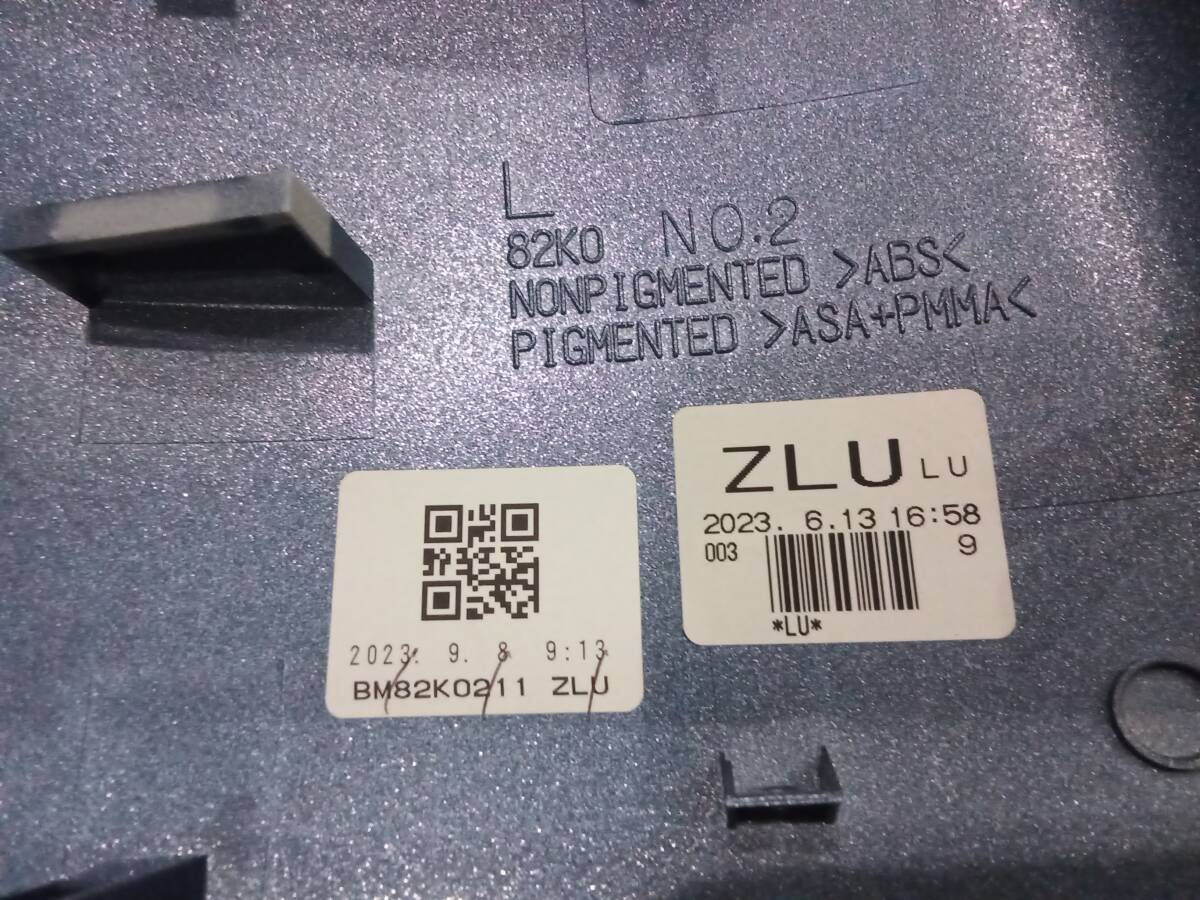 L
82K0 NO.2
NONPIGMENTED >ABS<
PIGMENTED >ASA+PMMA<
ZLU LU
2023. 6.13 16:58
003 9
*LU*
2023. 9. 8 9:13
BM82K0211 ZLU